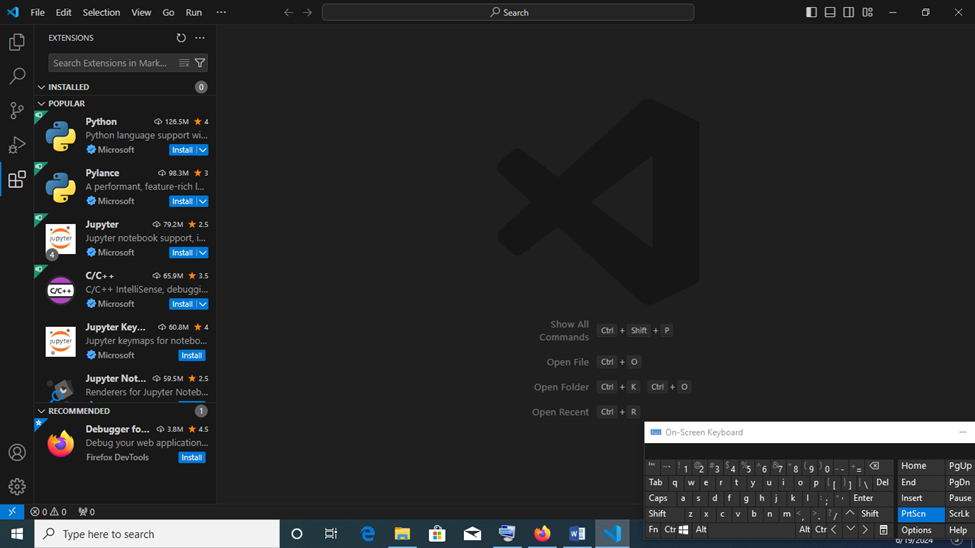 File Edit Selection View Go Run ···
Search
EXTENSIONS
Search Extensions in Mark...
INSTALLED 0
POPULAR
Python 126.5M 4
Python language support wi...
Microsoft Install
Pylance 98.3M 3
A performant, feature-rich l...
Microsoft Install
Jupyter 79.2M 2.5
Jupyter notebook support, i...
4 Microsoft Install
C/C++ 65.9M 3.5
C/C++ IntelliSense, debuggi...
Microsoft Install
Jupyter Key... 60.8M 4
Jupyter keymaps for notebo...
Microsoft Install
Jupyter Not... 59.5M 2.5
Renderers for Jupyter Noteb...
RECOMMENDED 1
Debugger fo... 3.8M 4.5
Debug your web application...
Firefox DevTools Install
Show All Commands Ctrl + Shift + P
Open File Ctrl + O
Open Folder Ctrl + K Ctrl + O
Open Recent Ctrl + R
0 0 0
On-Screen Keyboard
! 1 @ 2 # 3 $ 4 % 5 ^ 6 & 7 * 8 ( 9 ) 0 _ - + = Home PgUp
Tab q w e r t y u i o p { [ } ] | \ Del End PgDn
Caps a s d f g h j k l : ; " ' Enter Insert Pause
Shift z x c v b n m < , > . ? / Shift PrtScn ScrLk
Fn Ctr Alt Alt Ctr Options Help
Type here to search
6/19/2024